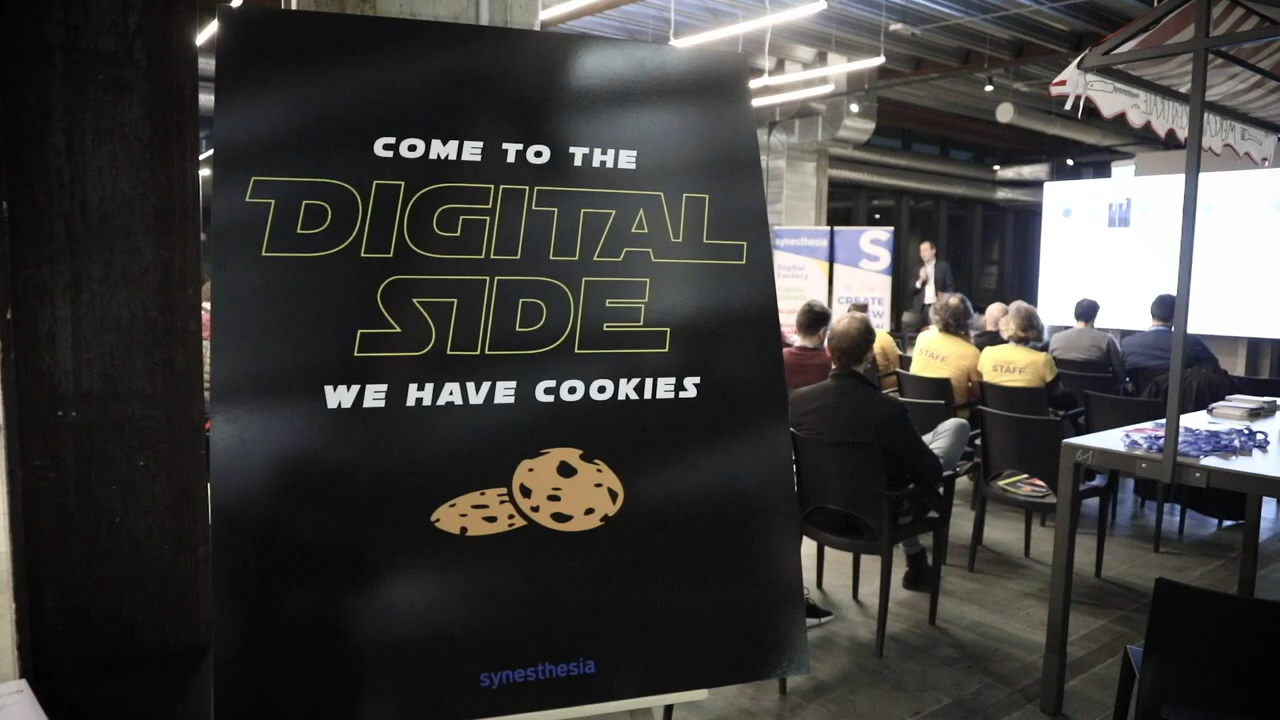 COME TO THE
DIGITAL
SIDE
WE HAVE COOKIES
synesthesia
synesthesia
Digital
Factory
S
CREATE
STAFF
STAFF